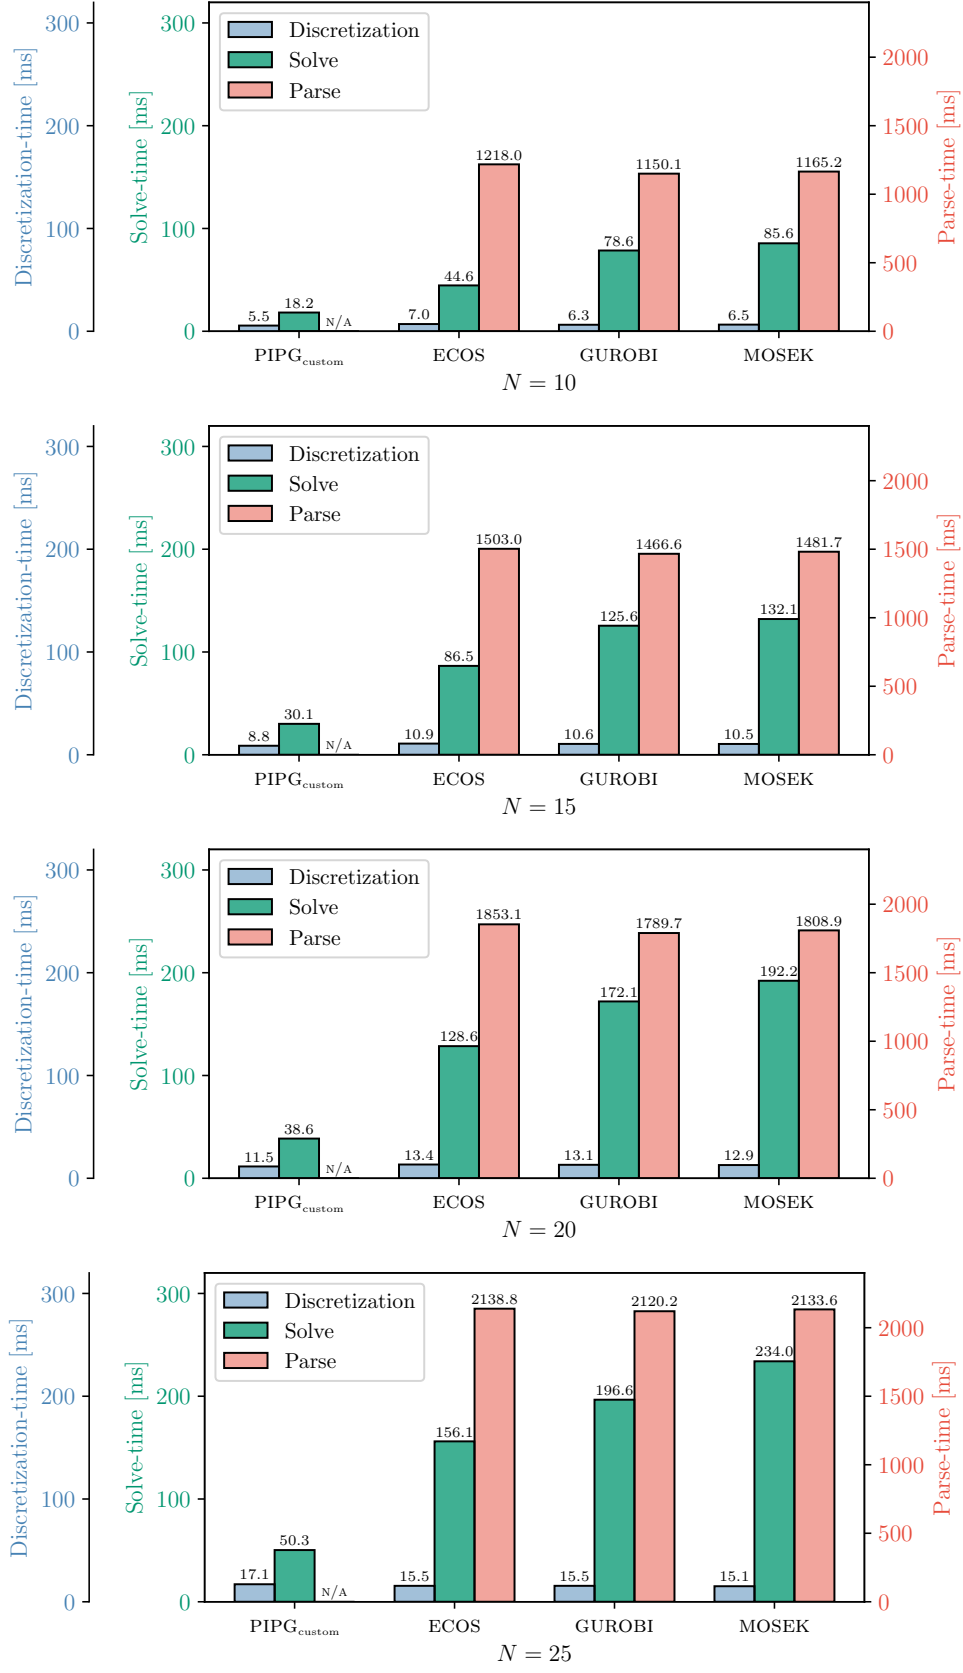 Discretization-time [ms]
300
200
100
0
Solve-time [ms]
300
200
100
0
Discretization
Solve
Parse
5.5 18.2 N/A
7.0 44.6 1218.0
6.3 78.6 1150.1
6.5 85.6 1165.2
2000
1500
1000
500
0
Parse-time [ms]
PIPGcustom ECOS GUROBI MOSEK
N = 10
Discretization-time [ms]
300
200
100
0
Solve-time [ms]
300
200
100
0
Discretization
Solve
Parse
8.8 30.1 N/A
10.9 86.5 1503.0
10.6 125.6 1466.6
10.5 132.1 1481.7
2000
1500
1000
500
0
Parse-time [ms]
PIPGcustom ECOS GUROBI MOSEK
N = 15
Discretization-time [ms]
300
200
100
0
Solve-time [ms]
300
200
100
0
Discretization
Solve
Parse
11.5 38.6 N/A
13.4 128.6 1853.1
13.1 172.1 1789.7
12.9 192.2 1808.9
2000
1500
1000
500
0
Parse-time [ms]
PIPGcustom ECOS GUROBI MOSEK
N = 20
Discretization-time [ms]
300
200
100
0
Solve-time [ms]
300
200
100
0
Discretization
Solve
Parse
17.1 50.3 N/A
15.5 156.1 2138.8
15.5 196.6 2120.2
15.1 234.0 2133.6
2000
1500
1000
500
0
Parse-time [ms]
PIPGcustom ECOS GUROBI MOSEK
N = 25